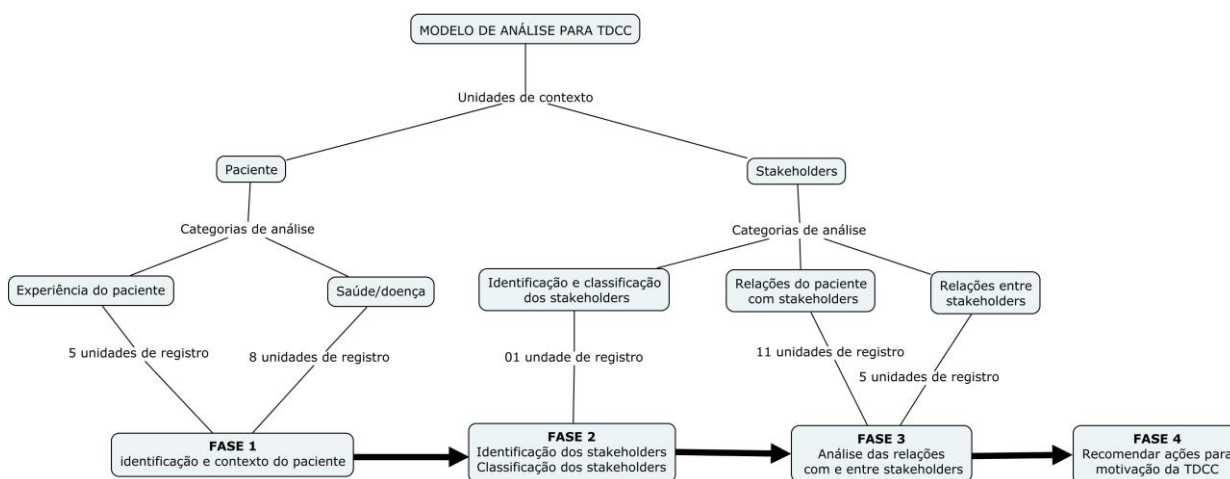 MODELO DE ANÁLISE PARA TDCC
Unidades de contexto
Paciente
Stakeholders
Categorias de análise
Categorias de análise
Experiência do paciente
Saúde/doença
Identificação e classificação
dos stakeholders
Relações do paciente
com stakeholders
Relações entre
stakeholders
5 unidades de registro
8 unidades de registro
01 undade de registro
11 unidades de registro
5 unidades de registro
FASE 1
identificação e contexto do paciente
FASE 2
Identificação dos stakeholders
Classificação dos stakeholders
FASE 3
Análise das relações
com e entre stakeholders
FASE 4
Recomendar ações para
motivação da TDCC